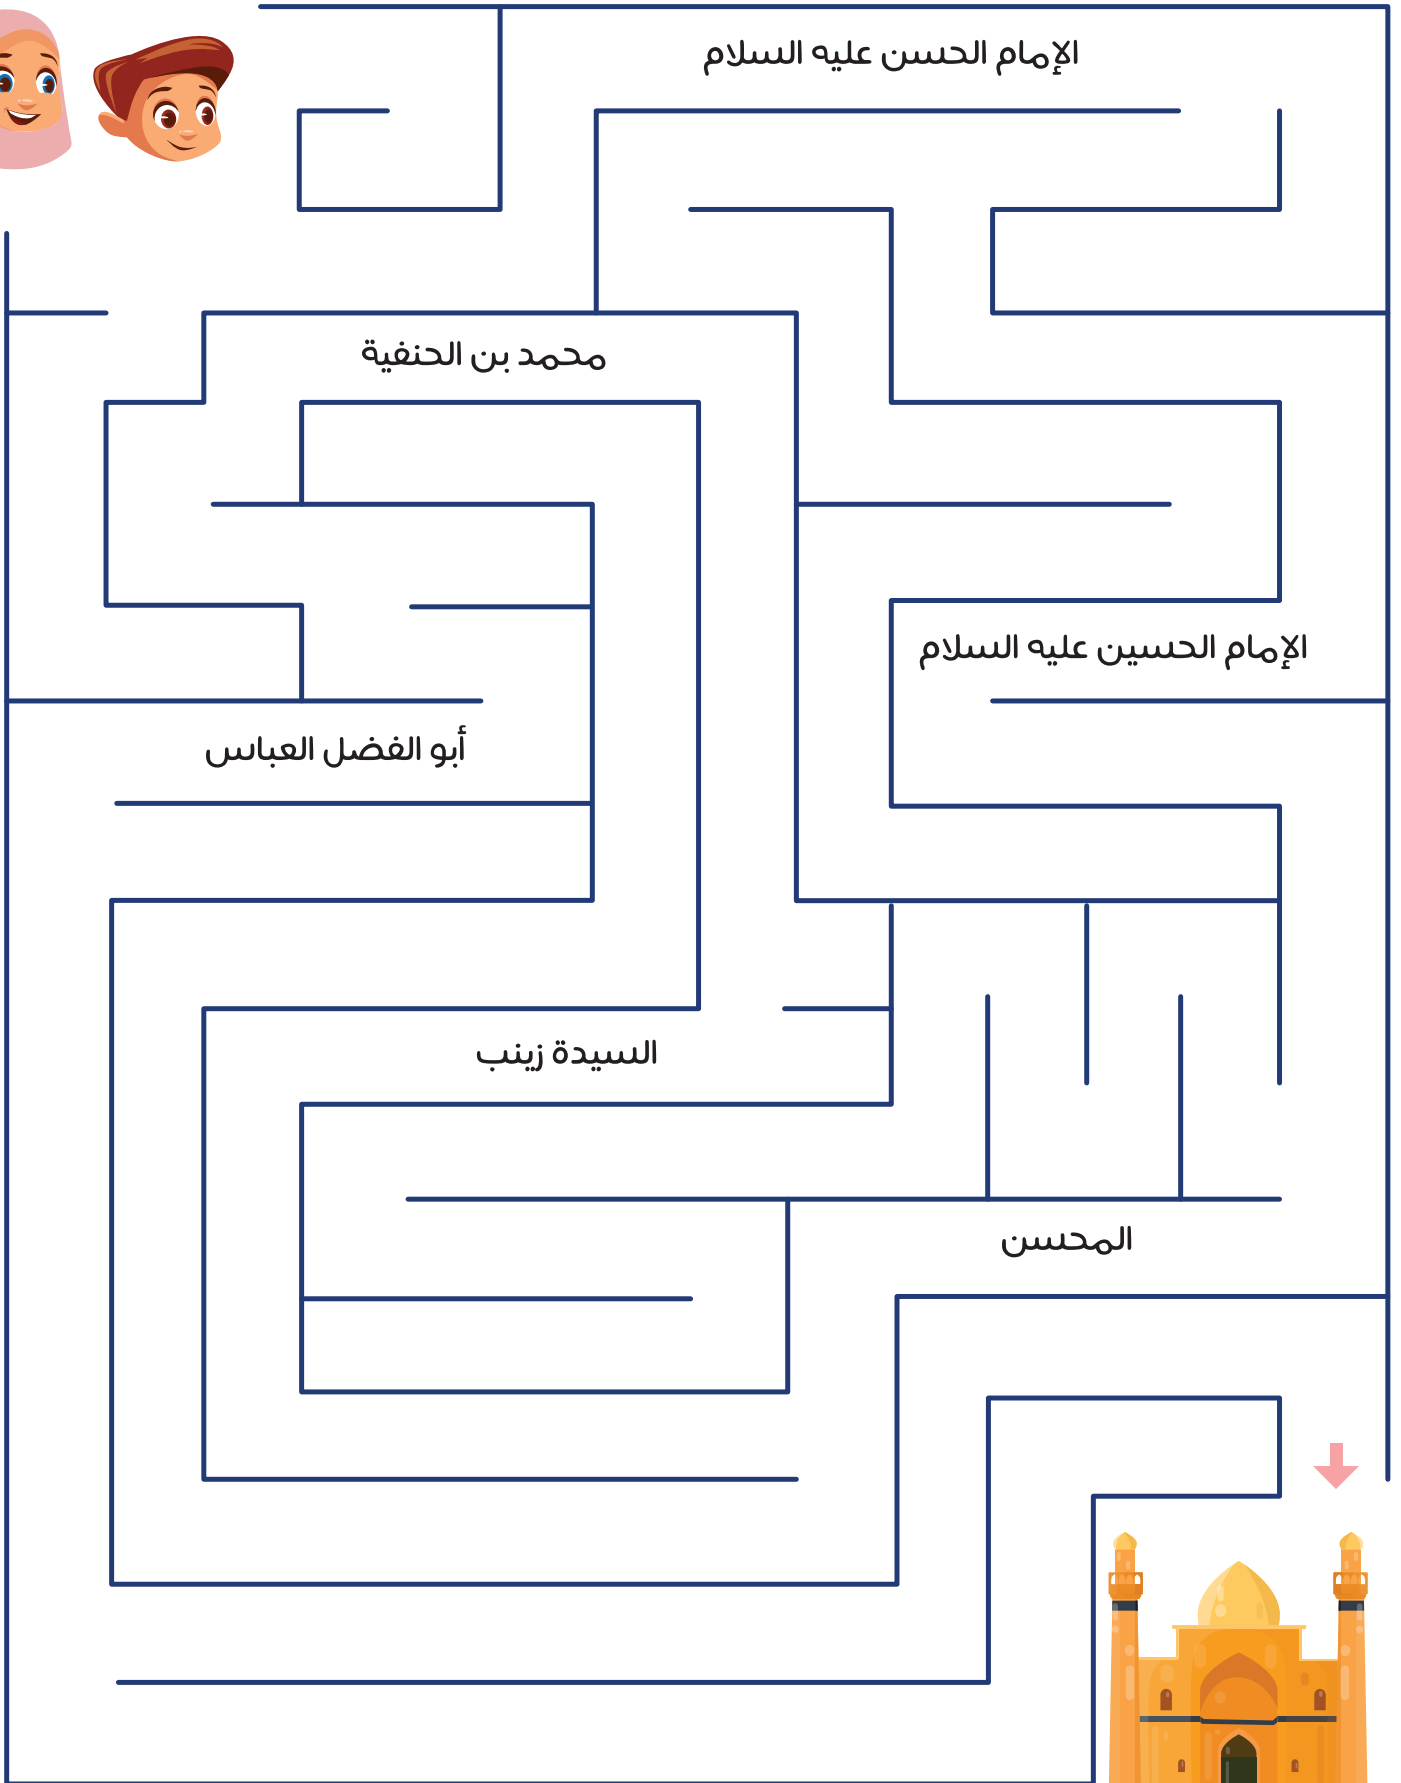 الإمام الحسن عليه السلام
محمد بن الحنفية
الإمام الحسين عليه السلام
أبو الفضل العباس
السيدة زينب
المحسن